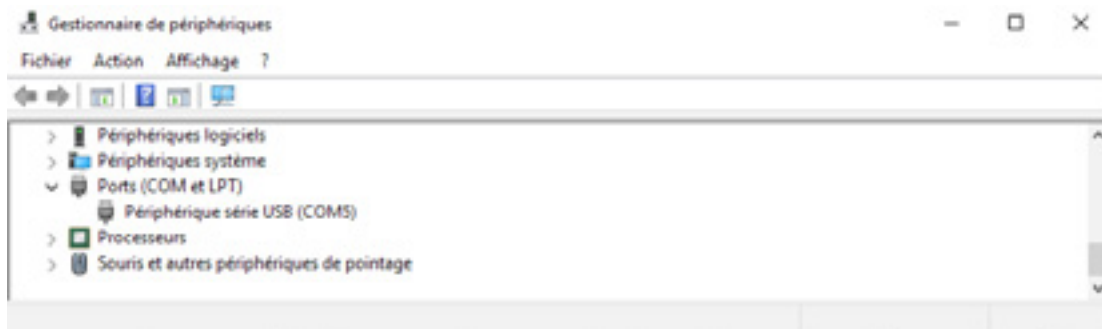 Gestionnaire de périphériques
Fichier Action Affichage ?
Périphériques logiciels
Périphériques système
Ports (COM et LPT)
Périphérique série USB (COM5)
Processeurs
Souris et autres périphériques de pointage